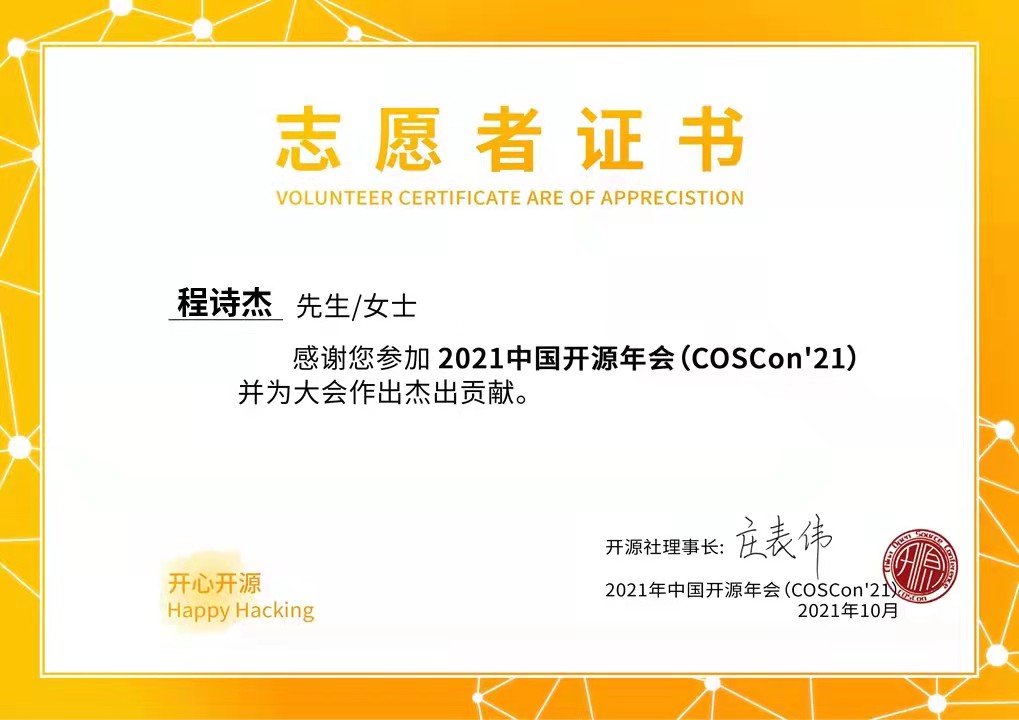 志愿者证书
VOLUNTEER CERTIFICATE ARE OF APPRECISTION
程诗杰 先生/女士
感谢您参加 2021中国开源年会（COSCon'21）
并为大会作出杰出贡献。
开源社理事长: 庄表伟
2021年中国开源年会（COSCon'21）
2021年10月
开心开源
Happy Hacking
China Open Source Conference
开源
COSCon